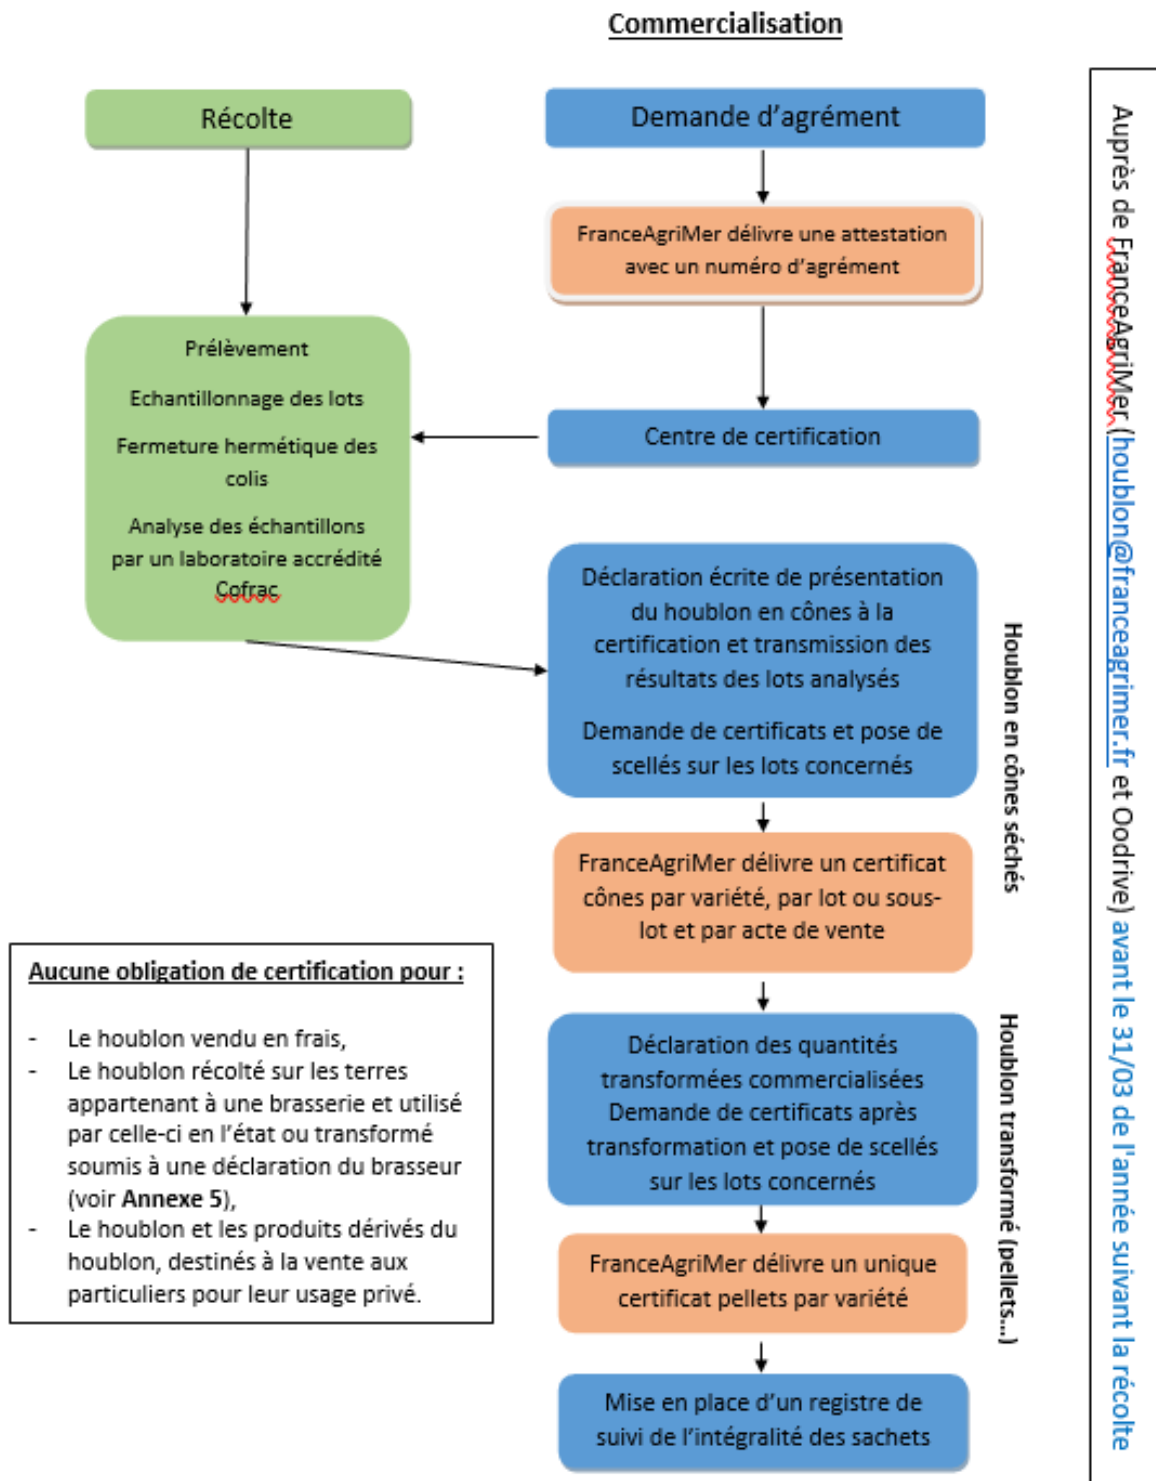 Commercialisation
Récolte
Demande d'agrément
FranceAgriMer délivre une attestation
avec un numéro d'agrément
Prélèvement
Echantillonnage des lots
Fermeture hermétique des
colis
Analyse des échantillons
par un laboratoire accrédité
Cofrac
Centre de certification
Déclaration écrite de présentation
du houblon en cônes à la
certification et transmission des
résultats des lots analysés
Demande de certificats et pose de
scellés sur les lots concernés
Houblon en cônes séchés
FranceAgriMer délivre un certificat
cônes par variété, par lot ou sous-
lot et par acte de vente
Déclaration des quantités
transformées commercialisées
Demande de certificats après
transformation et pose de scellés
sur les lots concernés
Houblon transformé (pellets...)
FranceAgriMer délivre un unique
certificat pellets par variété
Mise en place d'un registre de
suivi de l'intégralité des sachets
Aucune obligation de certification pour :
- Le houblon vendu en frais,
- Le houblon récolté sur les terres
appartenant à une brasserie et utilisé
par celle-ci en l'état ou transformé
soumis à une déclaration du brasseur
(voir Annexe 5),
- Le houblon et les produits dérivés du
houblon, destinés à la vente aux
particuliers pour leur usage privé.
Auprès de FranceAgriMer (houblon@franceagrimer.fr et Oodrive) avant le 31/03 de l'année suivant la récolte